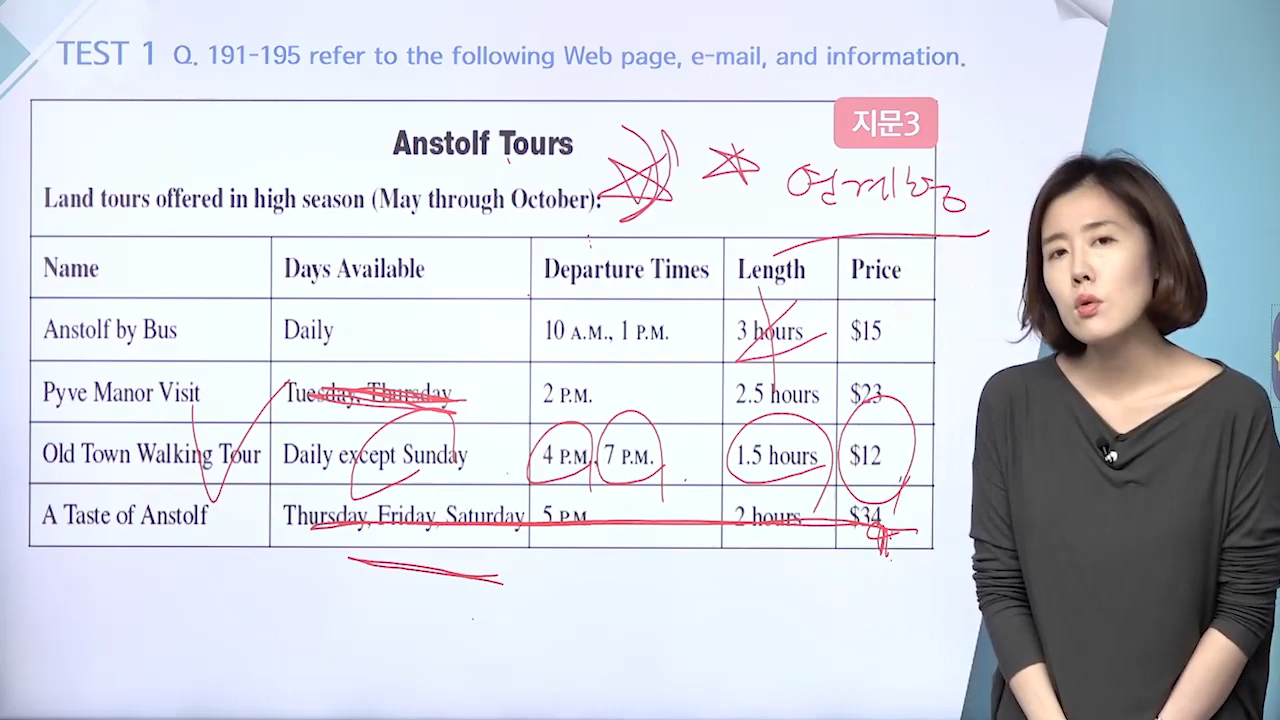 TEST 1 Q. 191-195 refer to the following Web page, e-mail, and information.
지문3
Anstolf Tours
연계형
Land tours offered in high season (May through October):
Name Days Available Departure Times Length Price
Anstolf by Bus Daily 10 A.M., 1 P.M. 3 hours $15
Pyve Manor Visit Tuesday, Thursday 2 P.M. 2.5 hours $23
Old Town Walking Tour Daily except Sunday 4 P.M., 7 P.M. 1.5 hours $12
A Taste of Anstolf Thursday, Friday, Saturday 5 P.M. 2 hours $34